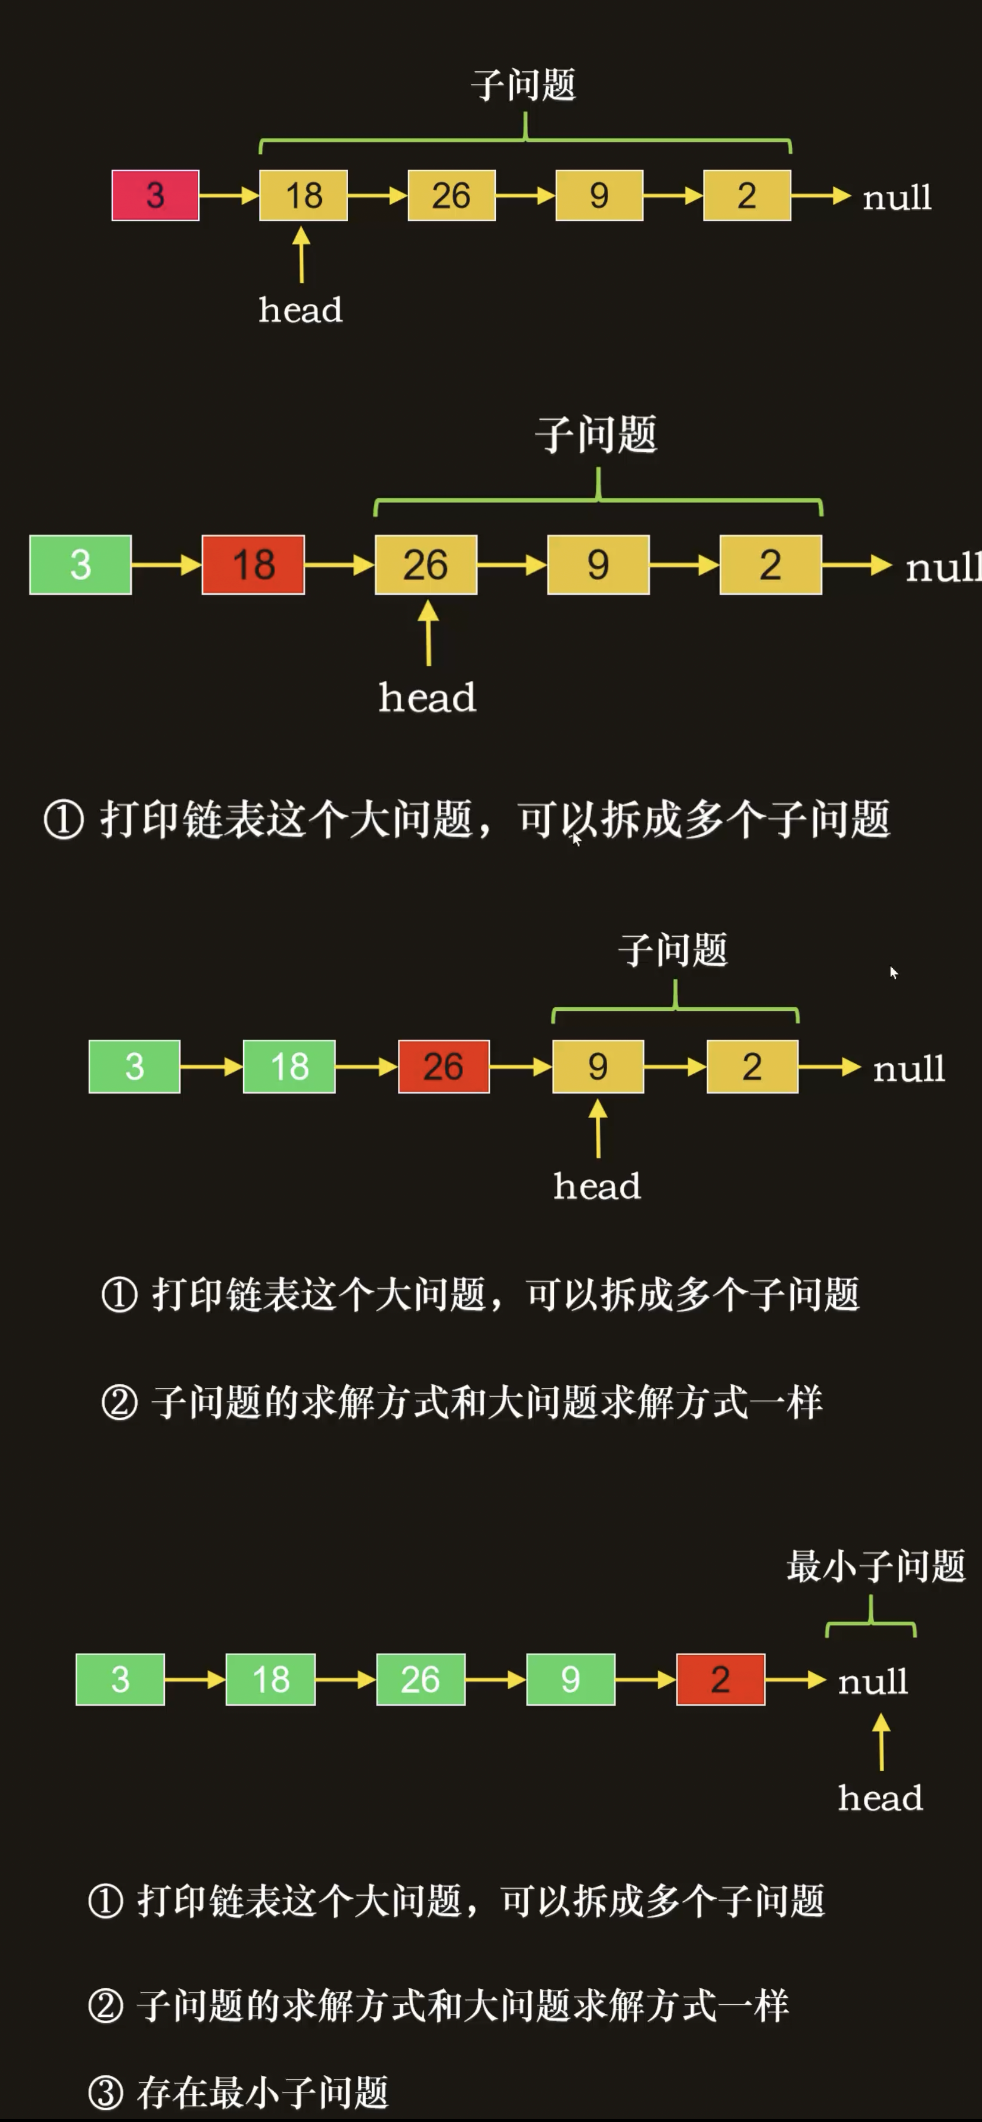 子问题
3 18 26 9 2 null
head
子问题
3 18 26 9 2 null
head
① 打印链表这个大问题，可以拆成多个子问题
子问题
3 18 26 9 2 null
head
① 打印链表这个大问题，可以拆成多个子问题
② 子问题的求解方式和大问题求解方式一样
最小子问题
3 18 26 9 2 null
head
① 打印链表这个大问题，可以拆成多个子问题
② 子问题的求解方式和大问题求解方式一样
③ 存在最小子问题